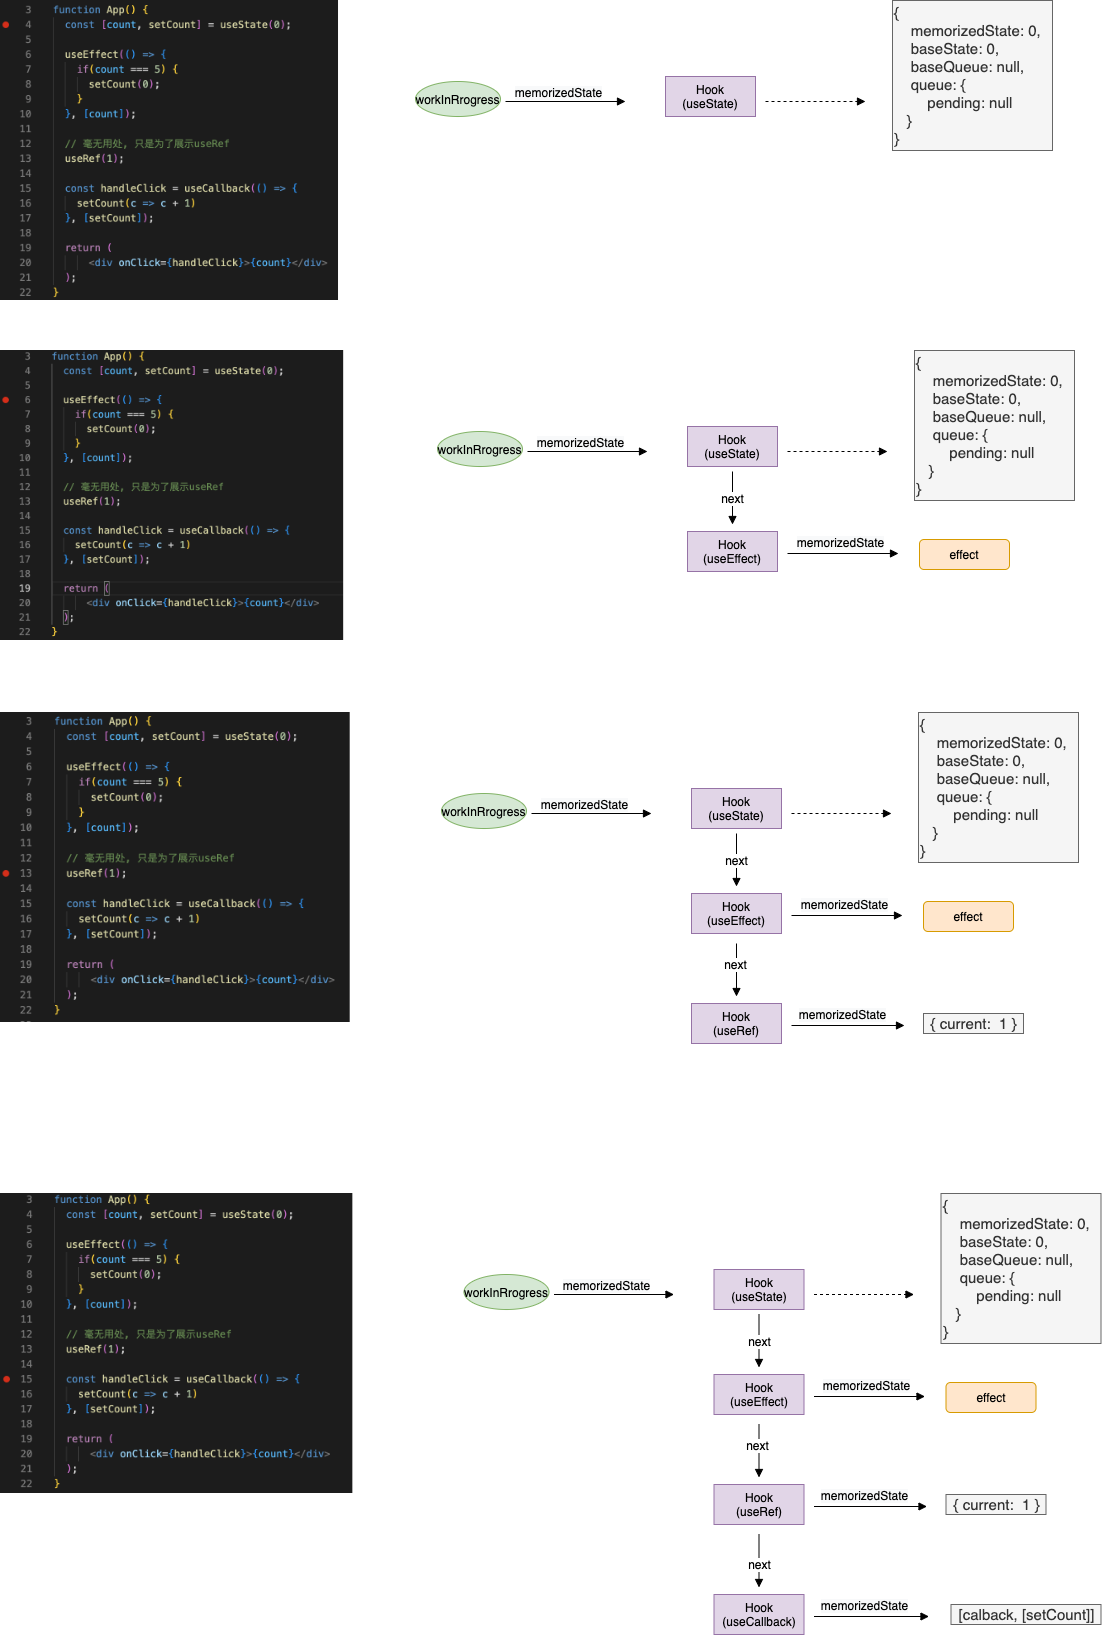 3 function App() {
4 const [count, setCount] = useState(0);
5
6 useEffect(() => {
7 if(count === 5) {
8 setCount(0);
9 }
10 }, [count]);
11
12 // 毫无用处, 只是为了展示useRef
13 useRef(1);
14
15 const handleClick = useCallback(() => {
16 setCount(c => c + 1)
17 }, [setCount]);
18
19 return (
20 <div onClick={handleClick}>{count}</div>
21 );
22 }
workInRrogress
memorizedState
Hook
(useState)
{
memorizedState: 0,
baseState: 0,
baseQueue: null,
queue: {
pending: null
}
}
3 function App() {
4 const [count, setCount] = useState(0);
5
6 useEffect(() => {
7 if(count === 5) {
8 setCount(0);
9 }
10 }, [count]);
11
12 // 毫无用处, 只是为了展示useRef
13 useRef(1);
14
15 const handleClick = useCallback(() => {
16 setCount(c => c + 1)
17 }, [setCount]);
18
19 return (
20 <div onClick={handleClick}>{count}</div>
21 );
22 }
workInRrogress
memorizedState
Hook
(useState)
{
memorizedState: 0,
baseState: 0,
baseQueue: null,
queue: {
pending: null
}
}
next
Hook
(useEffect)
memorizedState
effect
3 function App() {
4 const [count, setCount] = useState(0);
5
6 useEffect(() => {
7 if(count === 5) {
8 setCount(0);
9 }
10 }, [count]);
11
12 // 毫无用处, 只是为了展示useRef
13 useRef(1);
14
15 const handleClick = useCallback(() => {
16 setCount(c => c + 1)
17 }, [setCount]);
18
19 return (
20 <div onClick={handleClick}>{count}</div>
21 );
22 }
workInRrogress
memorizedState
Hook
(useState)
{
memorizedState: 0,
baseState: 0,
baseQueue: null,
queue: {
pending: null
}
}
next
Hook
(useEffect)
memorizedState
effect
next
Hook
(useRef)
memorizedState
{ current: 1 }
3 function App() {
4 const [count, setCount] = useState(0);
5
6 useEffect(() => {
7 if(count === 5) {
8 setCount(0);
9 }
10 }, [count]);
11
12 // 毫无用处, 只是为了展示useRef
13 useRef(1);
14
15 const handleClick = useCallback(() => {
16 setCount(c => c + 1)
17 }, [setCount]);
18
19 return (
20 <div onClick={handleClick}>{count}</div>
21 );
22 }
workInRrogress
memorizedState
Hook
(useState)
{
memorizedState: 0,
baseState: 0,
baseQueue: null,
queue: {
pending: null
}
}
next
Hook
(useEffect)
memorizedState
effect
next
Hook
(useRef)
memorizedState
{ current: 1 }
next
Hook
(useCallback)
memorizedState
[calback, [setCount]]